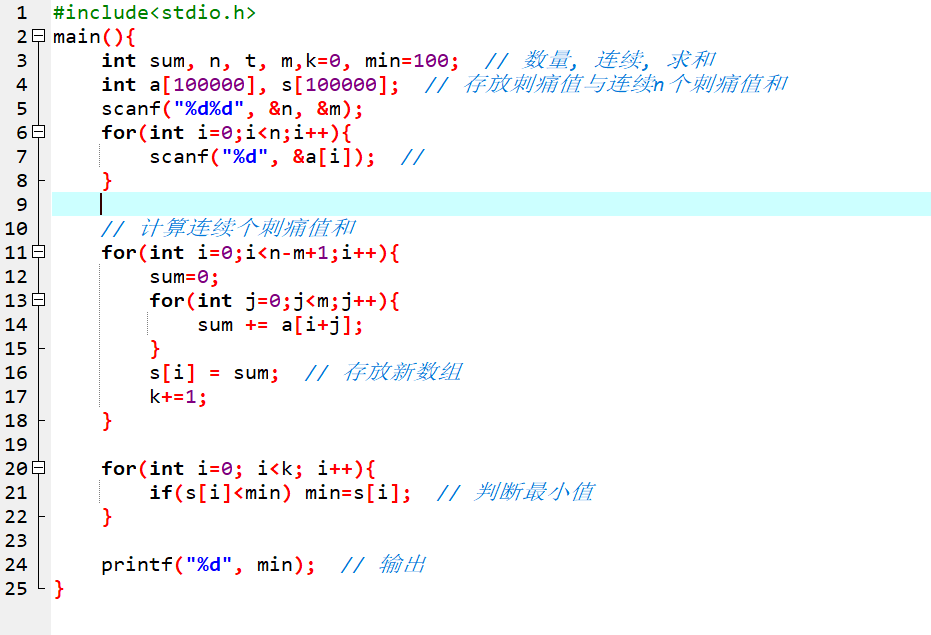 1 #include<stdio.h>
2 main(){
3 int sum, n, t, m,k=0, min=100; // 数量, 连续, 求和
4 int a[100000], s[100000]; // 存放刺痛值与连续n个刺痛值和
5 scanf("%d%d", &n, &m);
6 for(int i=0;i<n;i++){
7 scanf("%d", &a[i]); //
8 }
9
10 // 计算连续个刺痛值和
11 for(int i=0;i<n-m+1;i++){
12 sum=0;
13 for(int j=0;j<m;j++){
14 sum += a[i+j];
15 }
16 s[i] = sum; // 存放新数组
17 k+=1;
18 }
19
20 for(int i=0; i<k; i++){
21 if(s[i]<min) min=s[i]; // 判断最小值
22 }
23
24 printf("%d", min); // 输出
25 }